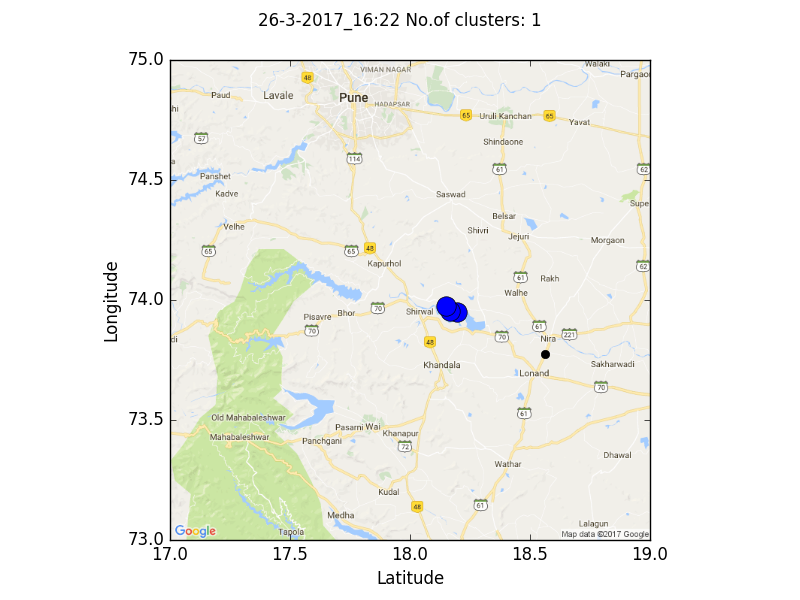 26-3-2017_16:22 No.of clusters: 1
75.0
74.5
74.0
73.5
73.0
Longitude
17.0 17.5 18.0 18.5 19.0
Latitude
VIMAN NAGAR
Walaki
48
Pargaon
Paud
Lavale
Pune
HADAPSAR
65
Uruli Kanchan
65
Yavat
57
Shindaone
114
61
62
Panshet
Kadve
Saswad
Supe
Belsar
Velhe
Shivri
Jejuri
Morgaon
65
65
48
Kapurhol
62
61
Rakh
Walhe
Pisavre
Bhor
70
Shirwal
70
61
221
70
Nira
48
Khandala
Lonand
Sakharwadi
70
61
Old Mahabaleshwar
Mahabaleshwar
Panchgani
Pasarni
Wai
Khanapur
72
Dhawal
Wathar
Kudal
48
61
Medha
Lalagun
Tapola
Google
Map data ©2017 Google